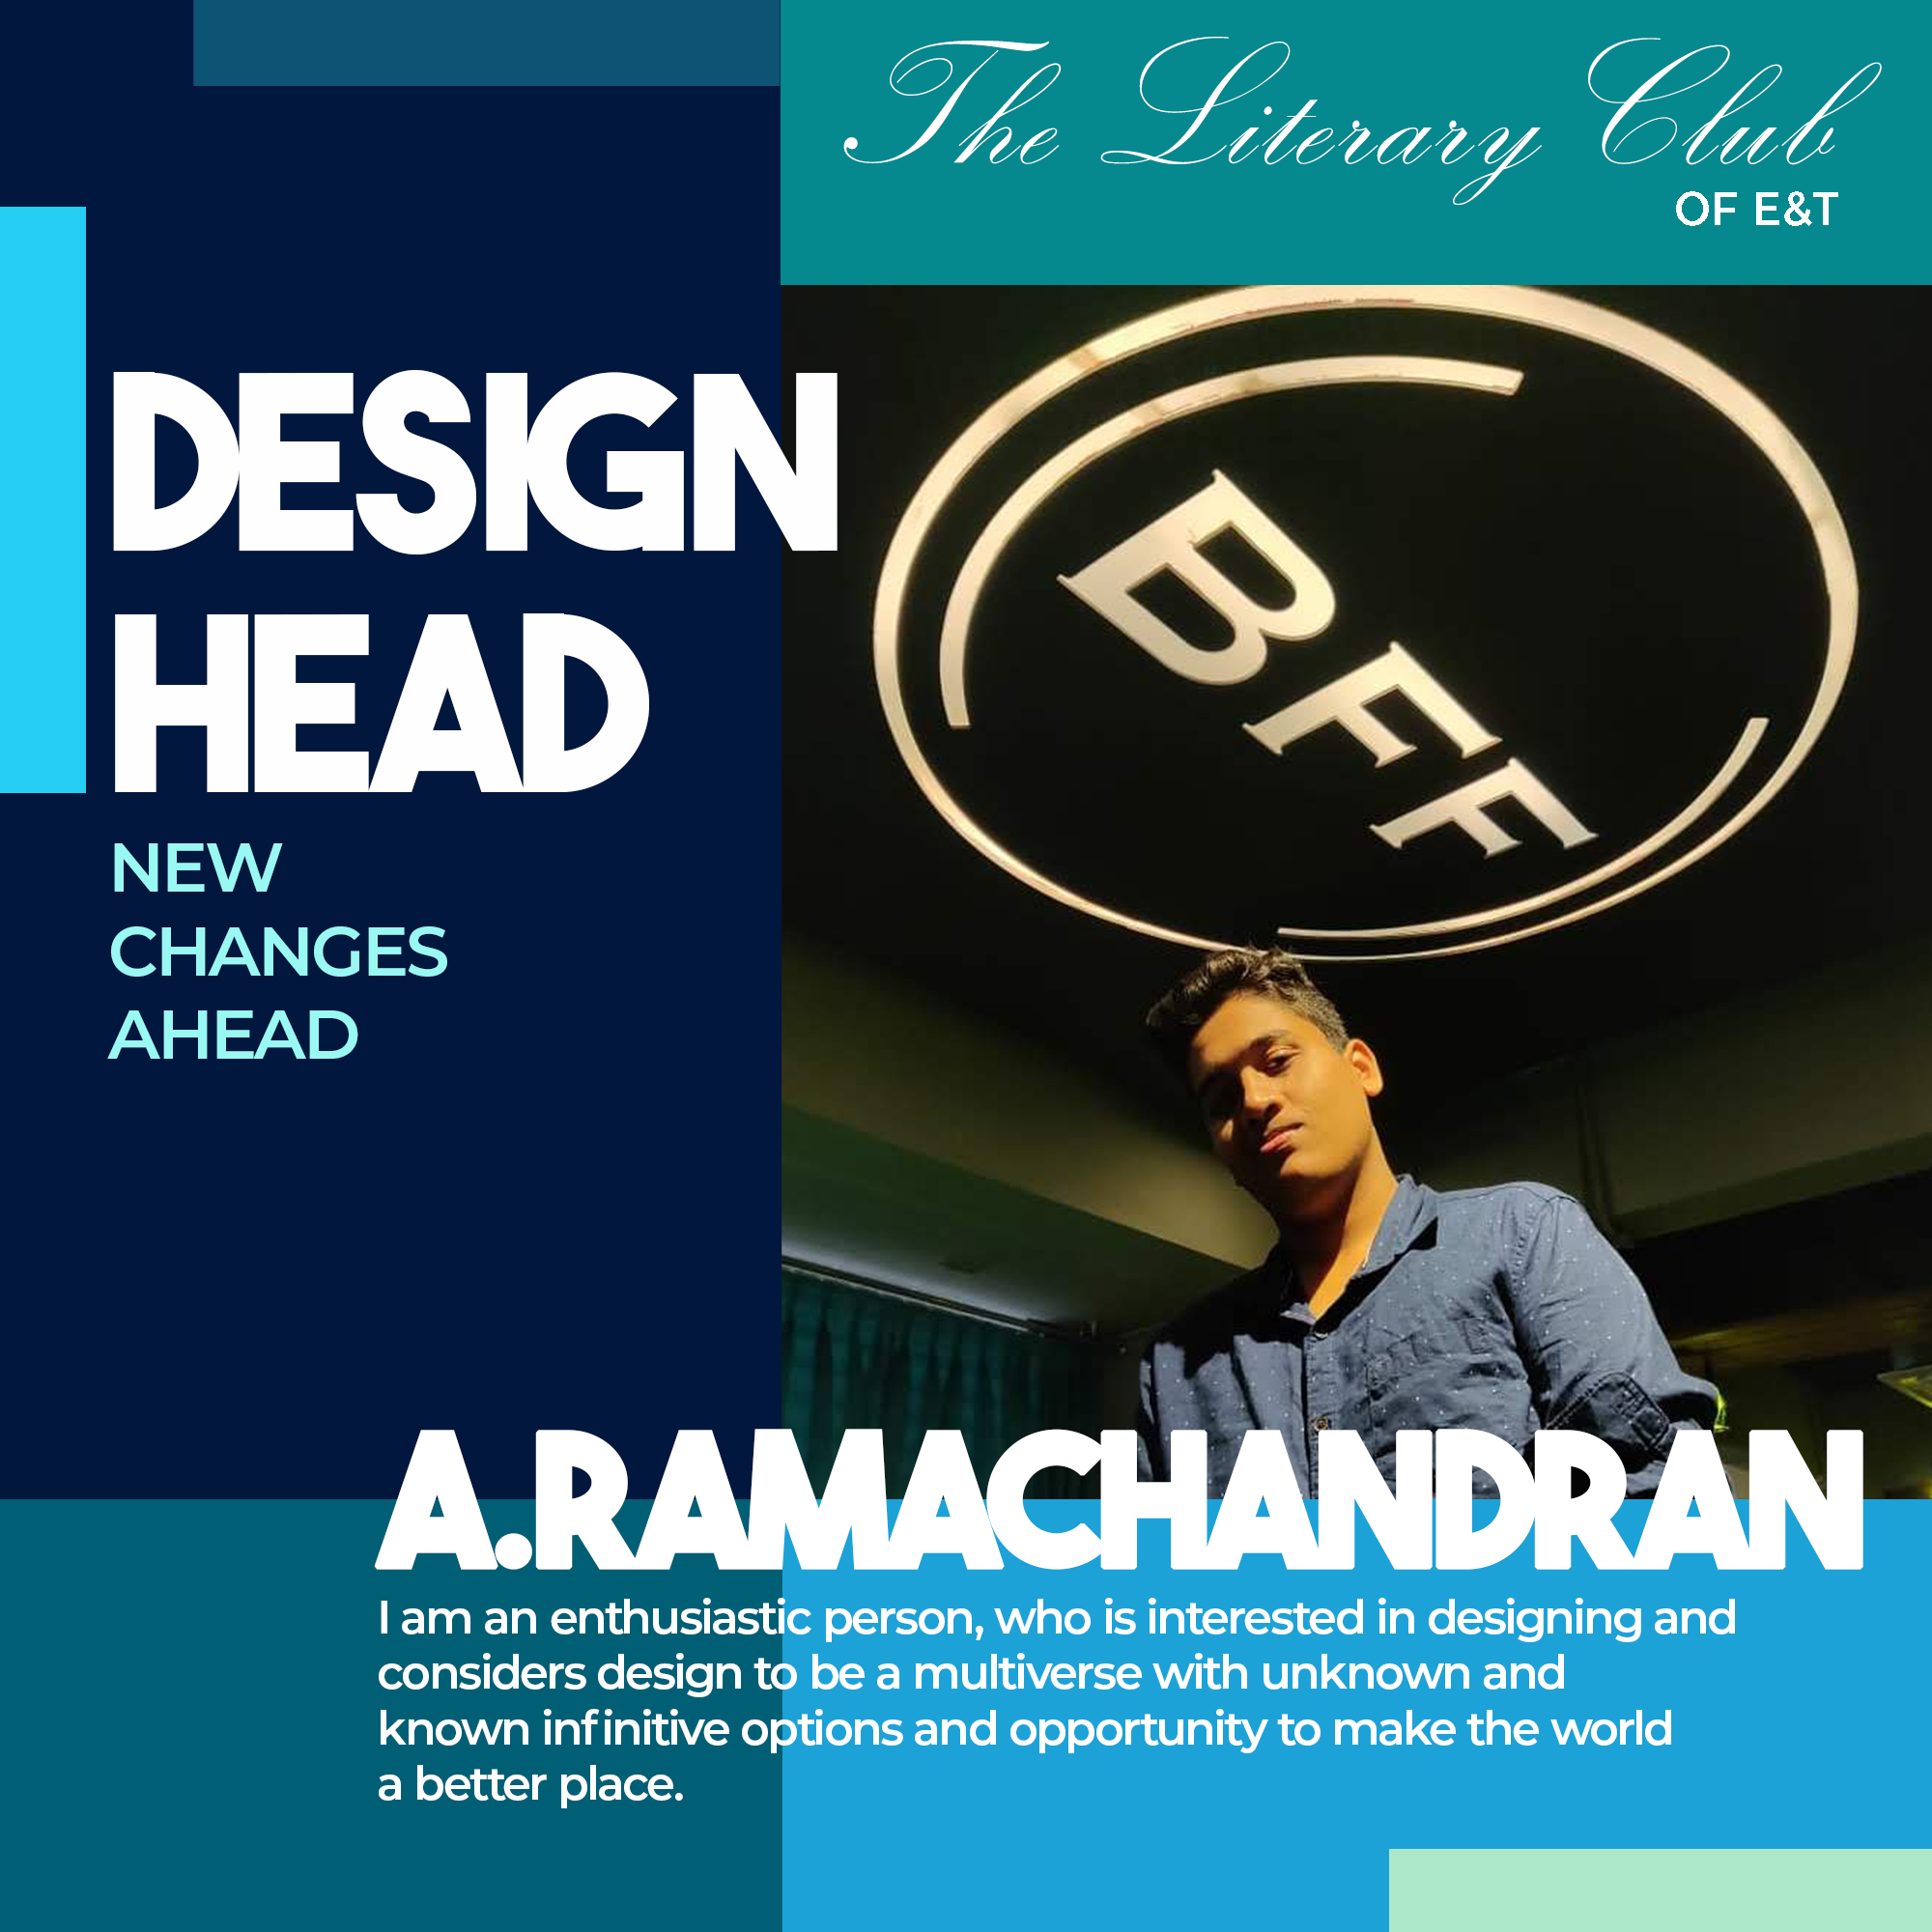 The Literary Club
OF E&T
DESIGN
HEAD
NEW
CHANGES
AHEAD
BFF
A.RAMACHANDRAN
I am an enthusiastic person, who is interested in designing and
considers design to be a multiverse with unknown and
known inffinitive options and opportunity to make the world
a better place.